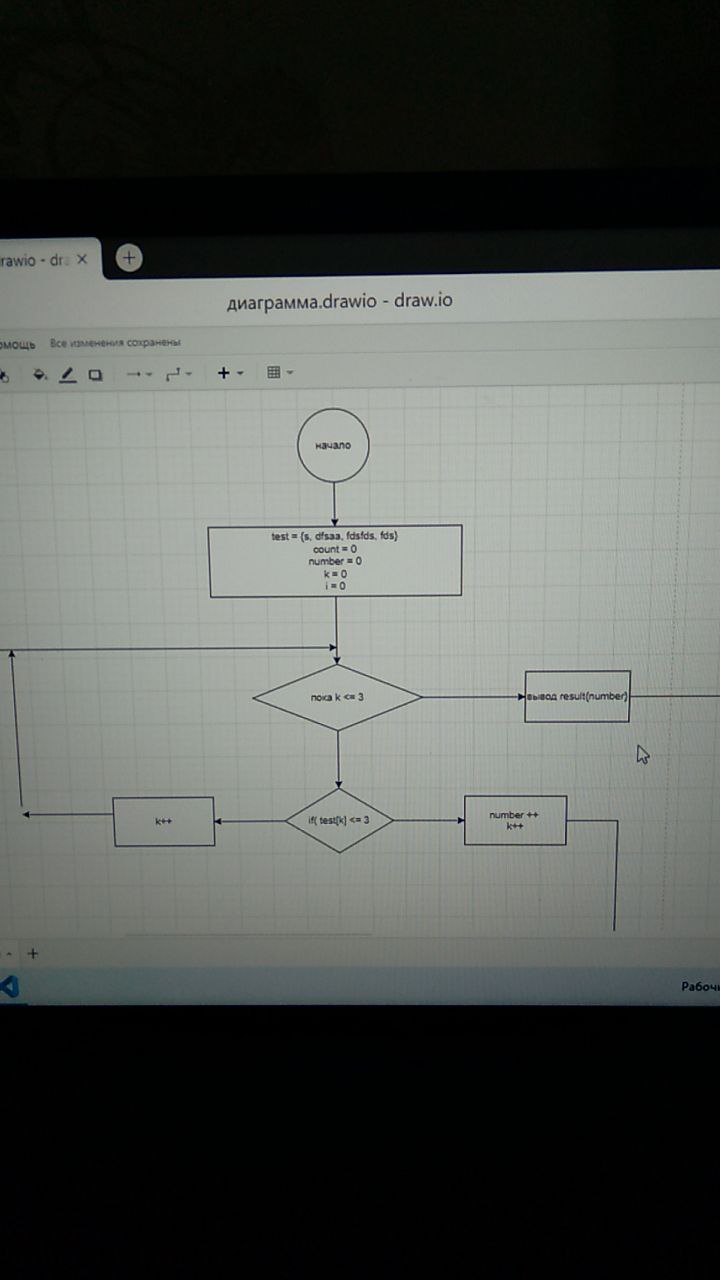 rawio - dr
диаграмма.drawio - draw.io
омощь Все изменения сохранены
начало
test = {s, dfsaa, fdsfds, fds}
count = 0
number = 0
k = 0
i = 0
пока k <= 3
вывод result(number)
k++
if( test[k] <= 3
number ++
k++
Рабоч